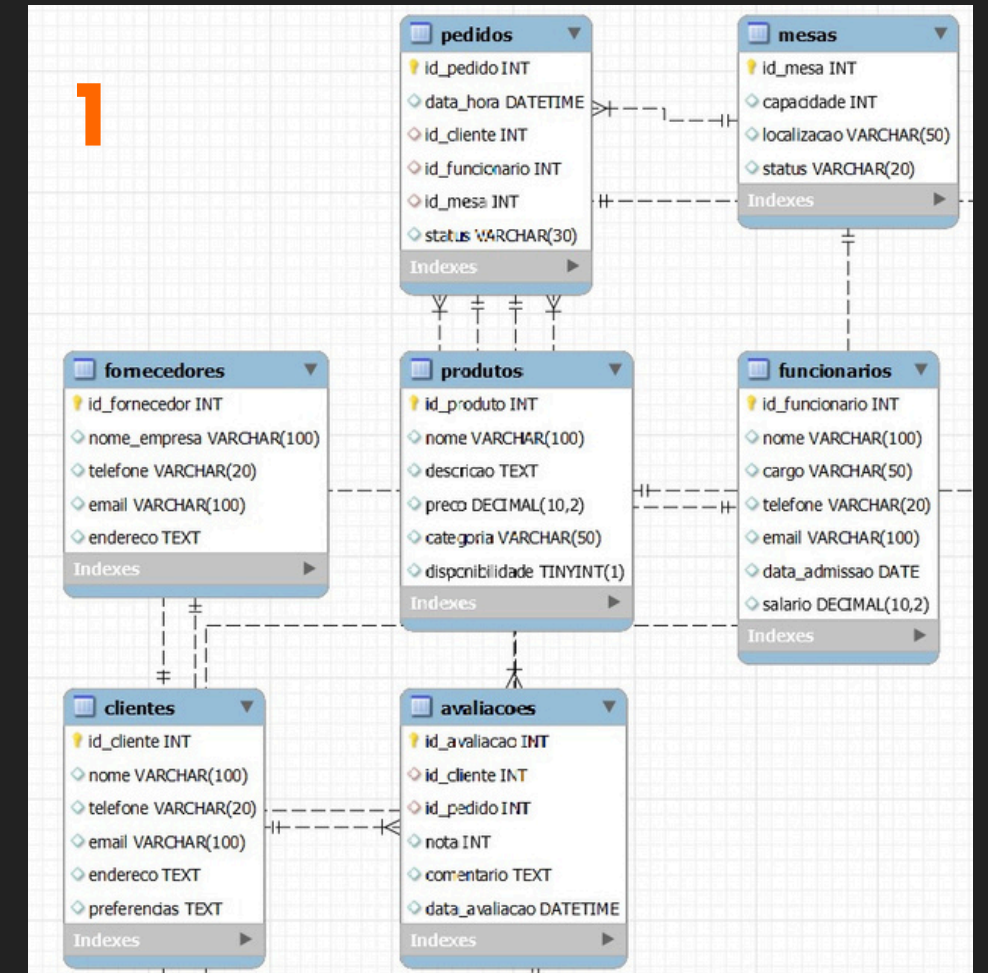 1
pedidos
id_pedido INT
data_hora DATETIME
id_cliente INT
id_funcionario INT
id_mesa INT
status VARCHAR(30)
Indexes
mesas
id_mesa INT
capacidade INT
localizacao VARCHAR(50)
status VARCHAR(20)
Indexes
fornecedores
id_fornecedor INT
nome_empresa VARCHAR(100)
telefone VARCHAR(20)
email VARCHAR(100)
endereco TEXT
Indexes
produtos
id_produto INT
nome VARCHAR(100)
descricao TEXT
preco DECIMAL(10,2)
categoria VARCHAR(50)
disponibilidade TINYINT(1)
Indexes
funcionarios
id_funcionario INT
nome VARCHAR(100)
cargo VARCHAR(50)
telefone VARCHAR(20)
email VARCHAR(100)
data_admissao DATE
salario DECIMAL(10,2)
Indexes
clientes
id_cliente INT
nome VARCHAR(100)
telefone VARCHAR(20)
email VARCHAR(100)
endereco TEXT
preferencias TEXT
Indexes
avaliacoes
id_avaliacao INT
id_cliente INT
id_pedido INT
nota INT
comentario TEXT
data_avaliacao DATETIME
Indexes